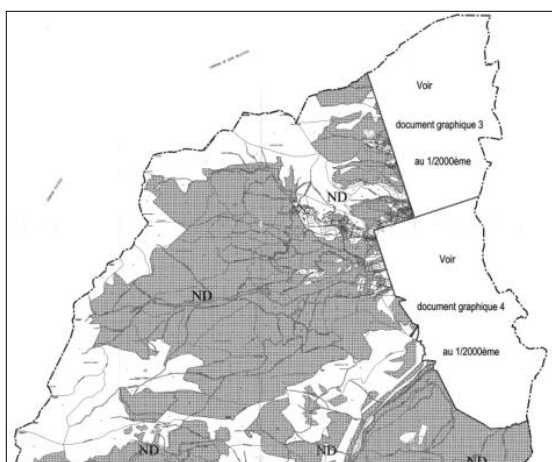 Voir
document graphique 3
au 1/2000ème
ND
Voir
ND
document graphique 4
au 1/2000ème
ND
ND
ND